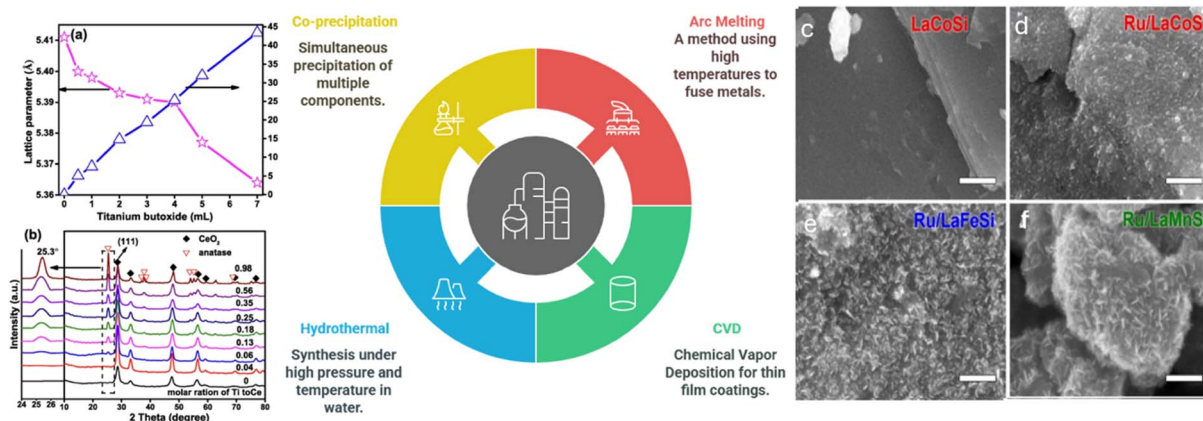 (a)
5.41
5.40
5.39
5.38
5.37
5.36
Lattice parameter (Å)
45
40
35
30
25
20
15
10
5
0
0 1 2 3 4 5 6 7
Titanium butoxide (mL)
(b)
25.3°
(111)
CeO2
anatase
0.98
0.56
0.35
0.25
0.18
0.13
0.06
0.04
0
molar ration of Ti toCe
Intensity (a.u.)
24 25 26 10 20 30 40 50 60 70 80
2 Theta (degree)
Co-precipitation
Simultaneous
precipitation of
multiple
components.
Arc Melting
A method using
high
temperatures to
fuse metals.
Hydrothermal
Synthesis under
high pressure and
temperature in
water.
CVD
Chemical Vapor
Deposition for thin
film coatings.
c
LaCoSi
d
Ru/LaCoSi
e
Ru/LaFeSi
f
Ru/LaMnS